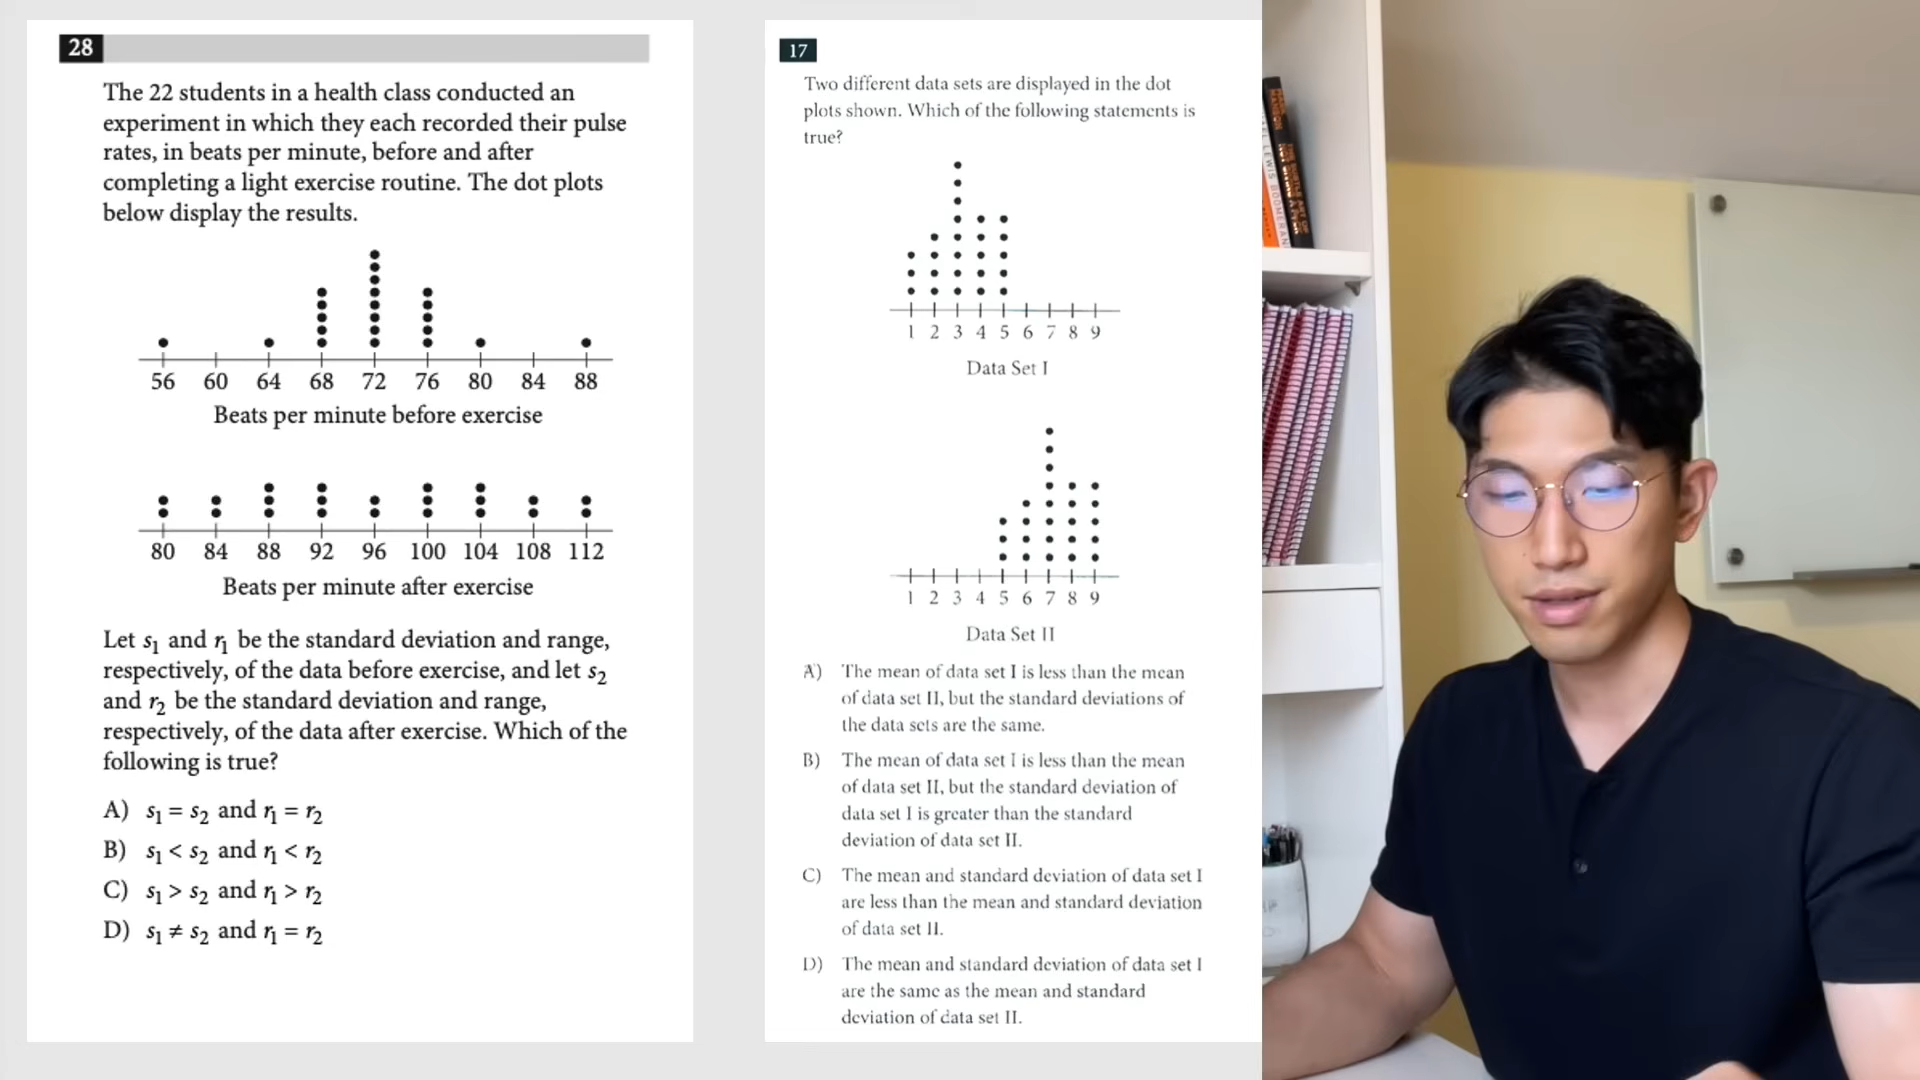 28
The 22 students in a health class conducted an
experiment in which they each recorded their pulse
rates, in beats per minute, before and after
completing a light exercise routine. The dot plots
below display the results.
56 60 64 68 72 76 80 84 88
Beats per minute before exercise
80 84 88 92 96 100 104 108 112
Beats per minute after exercise
Let s₁ and r₁ be the standard deviation and range,
respectively, of the data before exercise, and let s₂
and r₂ be the standard deviation and range,
respectively, of the data after exercise. Which of the
following is true?
A) s₁ = s₂ and r₁ = r₂
B) s₁ < s₂ and r₁ < r₂
C) s₁ > s₂ and r₁ > r₂
D) s₁ ≠ s₂ and r₁ = r₂
17
Two different data sets are displayed in the dot
plots shown. Which of the following statements is
true?
1 2 3 4 5 6 7 8 9
Data Set I
1 2 3 4 5 6 7 8 9
Data Set II
A) The mean of data set I is less than the mean
of data set II, but the standard deviations of
the data sets are the same.
B) The mean of data set I is less than the mean
of data set II, but the standard deviation of
data set I is greater than the standard
deviation of data set II.
C) The mean and standard deviation of data set I
are less than the mean and standard deviation
of data set II.
D) The mean and standard deviation of data set I
are the same as the mean and standard
deviation of data set II.
LEWIS BOOMERANG